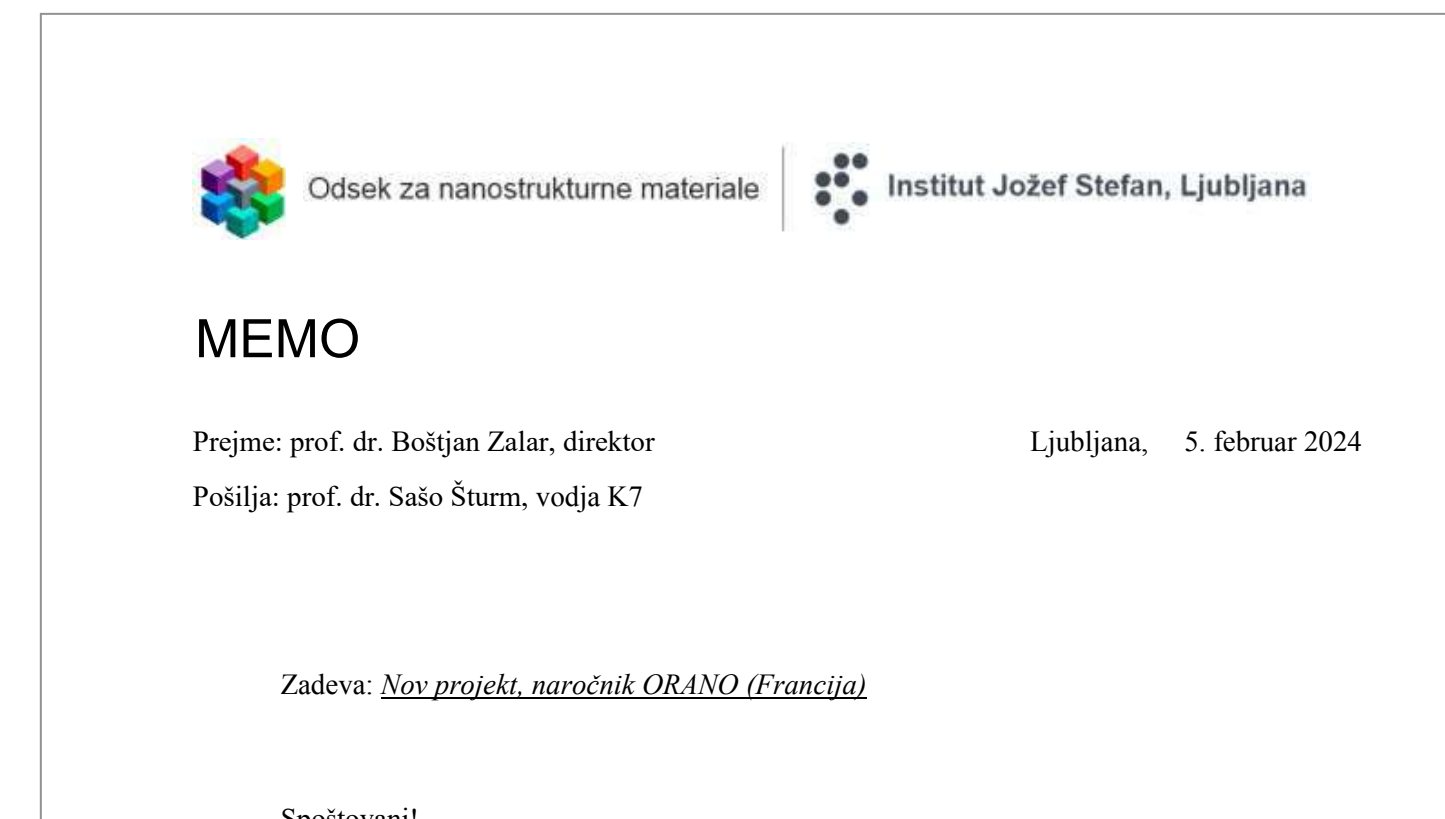 Odsek za nanostrukturne materiale
Institut Jožef Stefan, Ljubljana
MEMO
Prejme: prof. dr. Boštjan Zalar, direktor
Ljubljana, 5. februar 2024
Pošilja: prof. dr. Sašo Šturm, vodja K7
Zadeva: Nov projekt, naročnik ORANO (Francija)
Spoštovani!